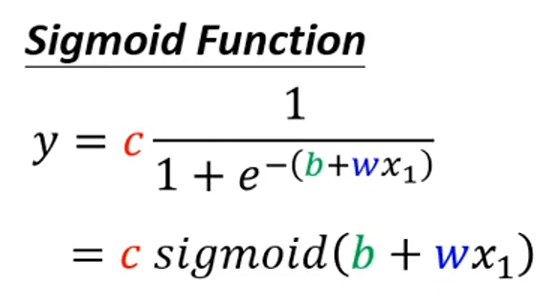 Sigmoid Function
y = c 1 / (1 + e^{-(b+wx_1)})
= c sigmoid(b + wx_1)